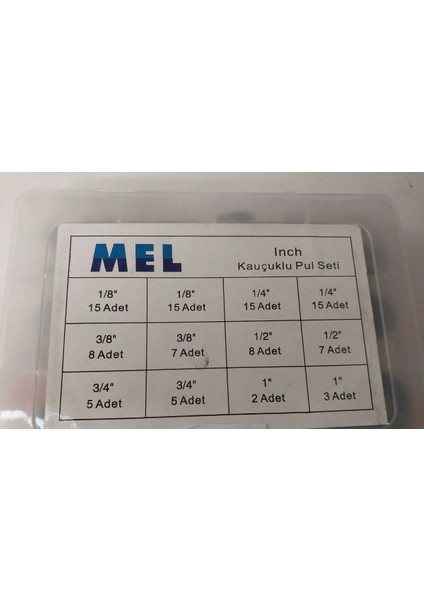 MEL
Inch
Kauçuklu Pul Seti
1/8" 1/8" 1/4" 1/4"
15 Adet 15 Adet 15 Adet 15 Adet
3/8" 3/8" 1/2" 1/2"
8 Adet 7 Adet 8 Adet 7 Adet
3/4" 3/4" 1" 1"
5 Adet 5 Adet 2 Adet 3 Adet